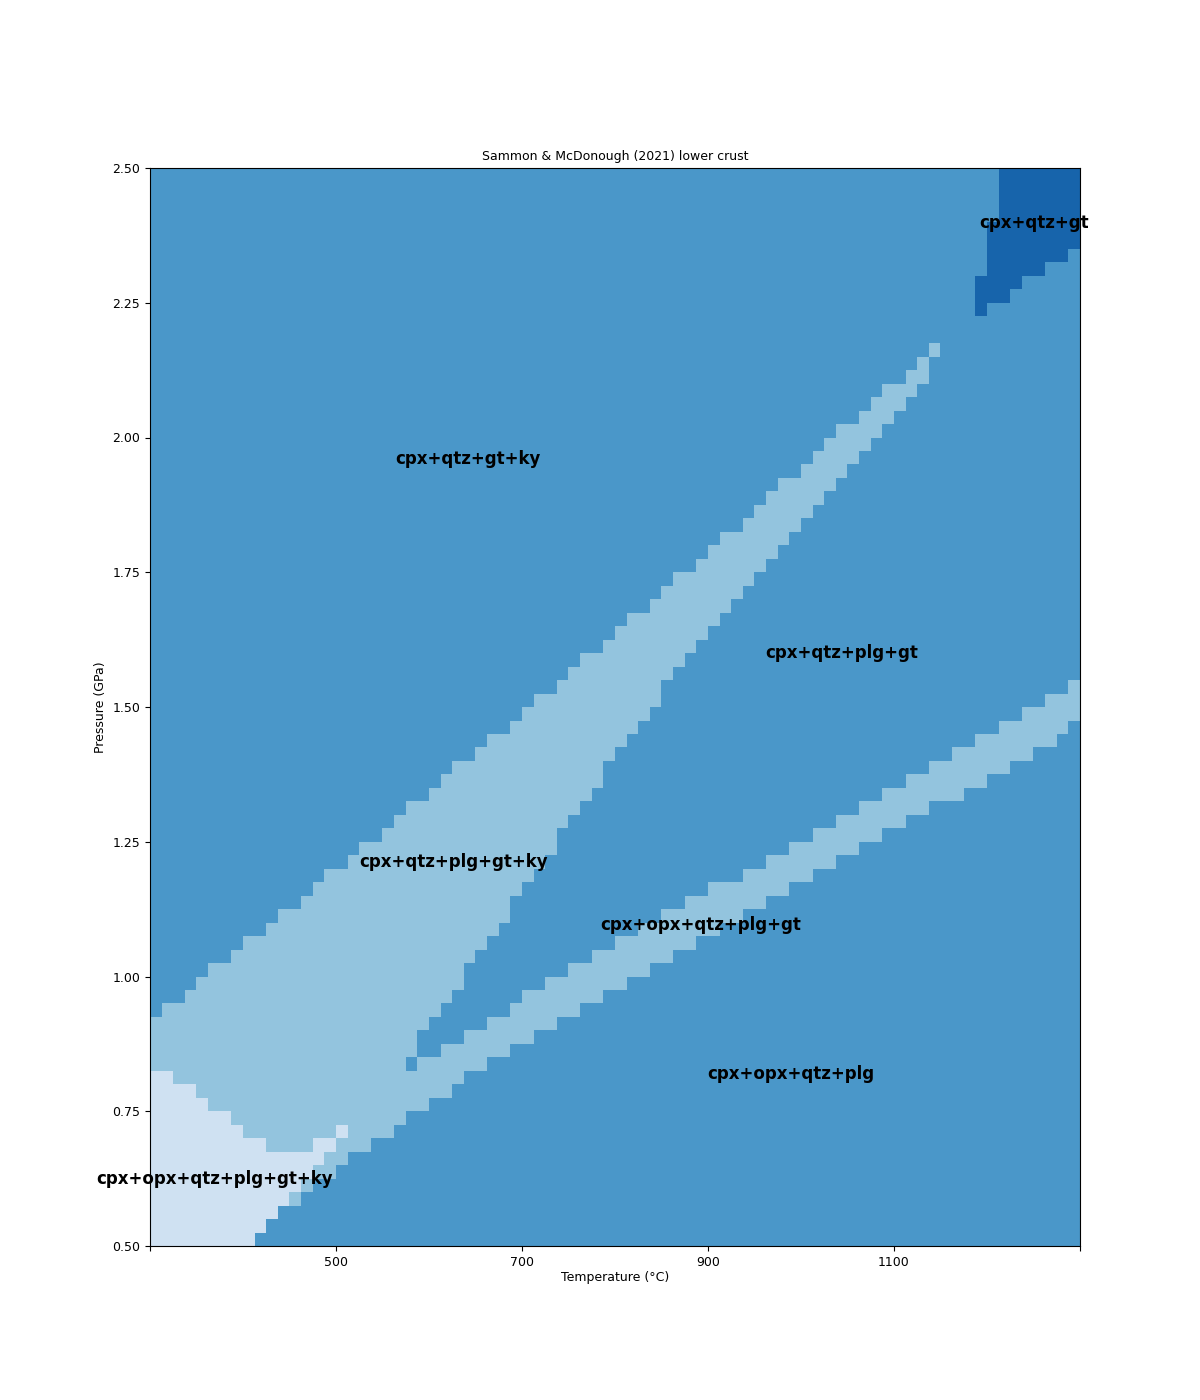 Sammon & McDonough (2021) lower crust
2.50
cpx+qtz+gt
2.25
2.00
cpx+qtz+gt+ky
1.75
cpx+qtz+plg+gt
Pressure (GPa)
1.50
1.25
cpx+qtz+plg+gt+ky
cpx+opx+qtz+plg+gt
1.00
cpx+opx+qtz+plg
0.75
cpx+opx+qtz+plg+gt+ky
0.50
500 700 900 1100
Temperature (°C)